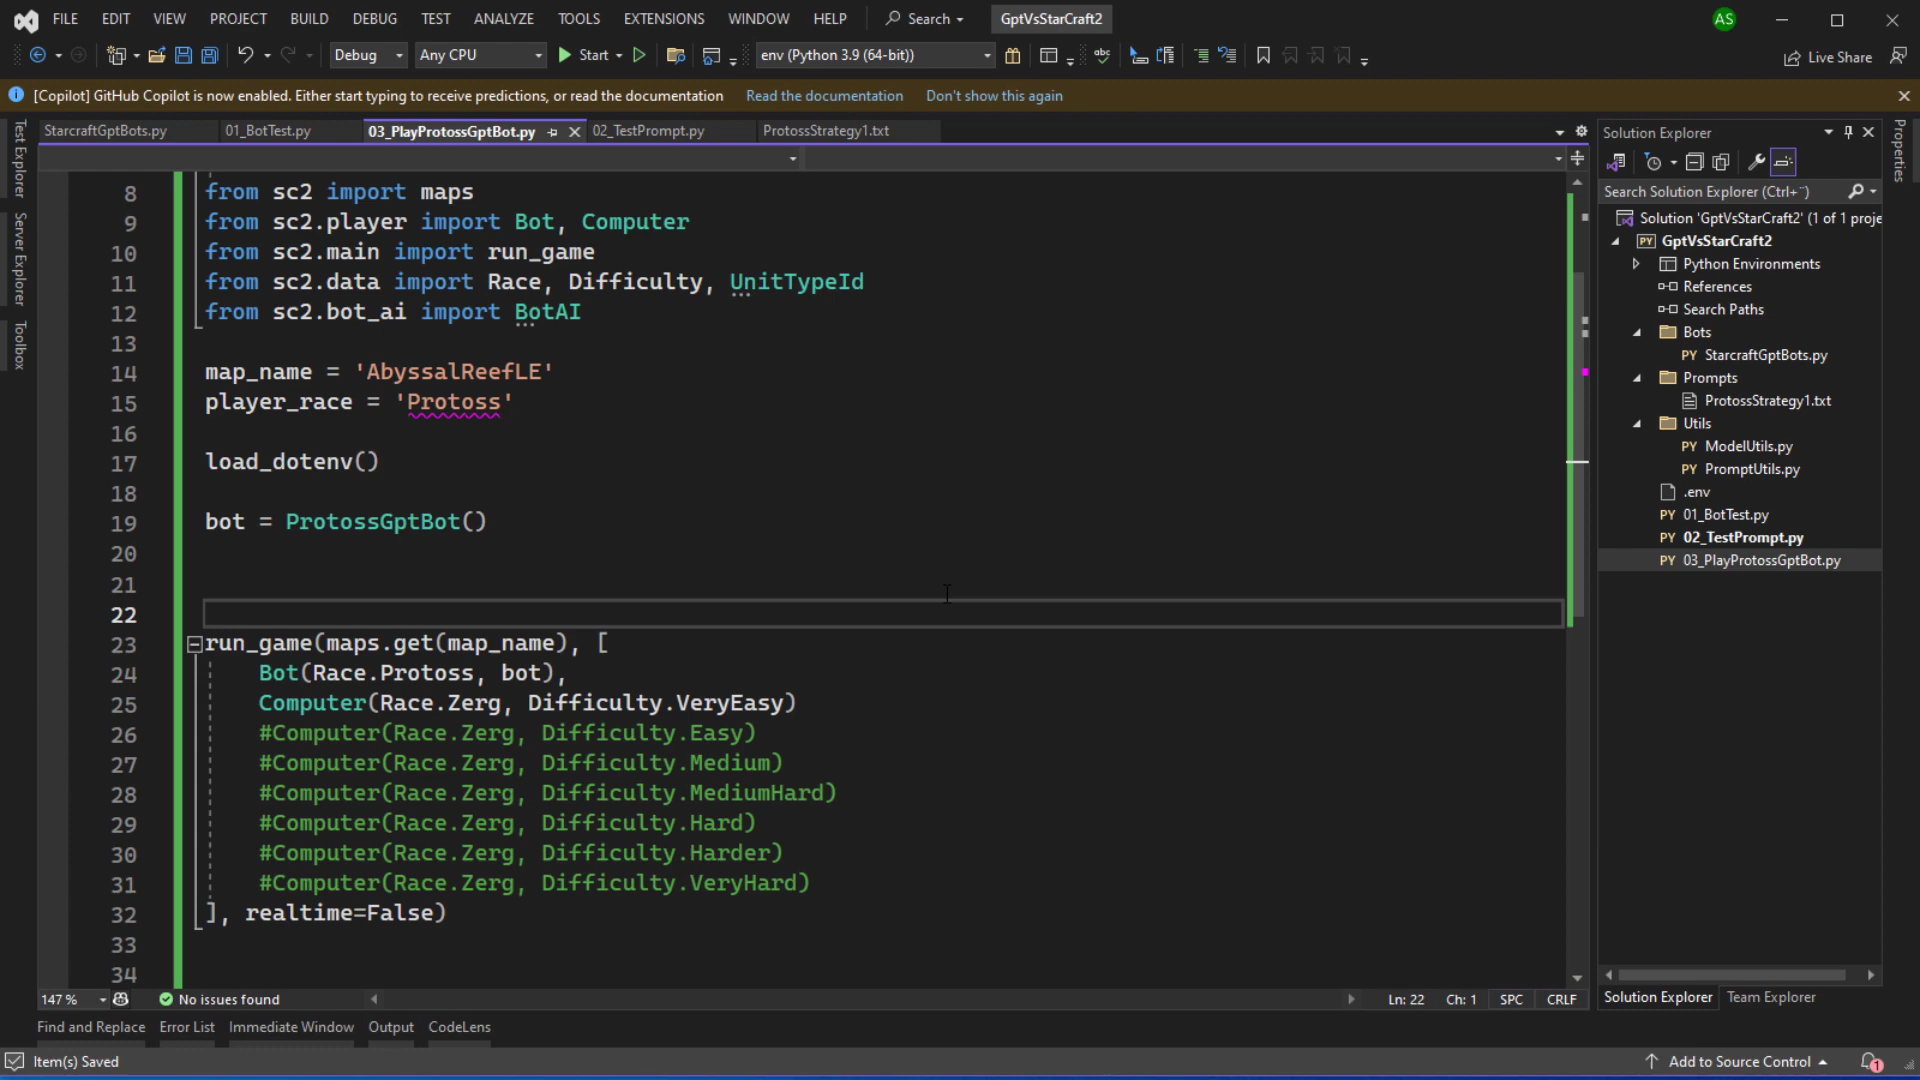 FILE EDIT VIEW PROJECT BUILD DEBUG TEST ANALYZE TOOLS EXTENSIONS WINDOW HELP Search GptVsStarCraft2 AS
Debug Any CPU Start env (Python 3.9 (64-bit)) abc Live Share
[Copilot] GitHub Copilot is now enabled. Either start typing to receive predictions, or read the documentation Read the documentation Don't show this again
StarcraftGptBots.py 01_BotTest.py 03_PlayProtossGptBot.py 02_TestPrompt.py ProtossStrategy1.txt
Test Explorer
Server Explorer
Toolbox
8 from sc2 import maps
9 from sc2.player import Bot, Computer
10 from sc2.main import run_game
11 from sc2.data import Race, Difficulty, UnitTypeId
12 from sc2.bot_ai import BotAI
13
14 map_name = 'AbyssalReefLE'
15 player_race = 'Protoss'
16
17 load_dotenv()
18
19 bot = ProtossGptBot()
20
21
22
23 run_game(maps.get(map_name), [
24 Bot(Race.Protoss, bot),
25 Computer(Race.Zerg, Difficulty.VeryEasy)
26 #Computer(Race.Zerg, Difficulty.Easy)
27 #Computer(Race.Zerg, Difficulty.Medium)
28 #Computer(Race.Zerg, Difficulty.MediumHard)
29 #Computer(Race.Zerg, Difficulty.Hard)
30 #Computer(Race.Zerg, Difficulty.Harder)
31 #Computer(Race.Zerg, Difficulty.VeryHard)
32 ], realtime=False)
33
34
147 % No issues found Ln: 22 Ch: 1 SPC CRLF
Find and Replace Error List Immediate Window Output CodeLens
Item(s) Saved Add to Source Control 1
Solution Explorer
Search Solution Explorer (Ctrl+¨)
Solution 'GptVsStarCraft2' (1 of 1 proje
PY GptVsStarCraft2
Python Environments
References
Search Paths
Bots
PY StarcraftGptBots.py
Prompts
ProtossStrategy1.txt
Utils
PY ModelUtils.py
PY PromptUtils.py
.env
PY 01_BotTest.py
PY 02_TestPrompt.py
PY 03_PlayProtossGptBot.py
Solution Explorer Team Explorer
Properties